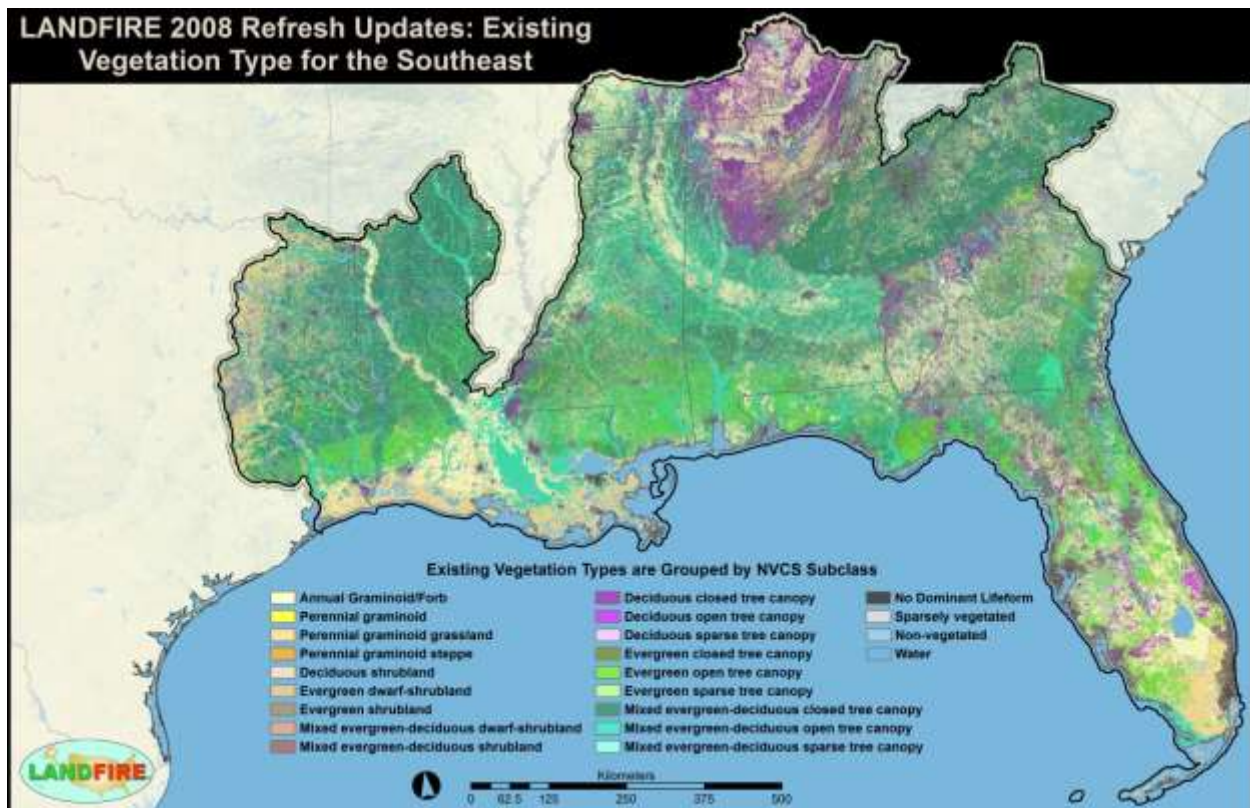 LANDFIRE 2008 Refresh Updates: Existing
Vegetation Type for the Southeast
Existing Vegetation Types are Grouped by NVCS Subclass
Annual Graminoid/Forb
Perennial graminoid
Perennial graminoid grassland
Perennial graminoid steppe
Deciduous shrubland
Evergreen dwarf-shrubland
Evergreen shrubland
Mixed evergreen-deciduous dwarf-shrubland
Mixed evergreen-deciduous shrubland
Deciduous closed tree canopy
Deciduous open tree canopy
Deciduous sparse tree canopy
Evergreen closed tree canopy
Evergreen open tree canopy
Evergreen sparse tree canopy
Mixed evergreen-deciduous closed tree canopy
Mixed evergreen-deciduous open tree canopy
Mixed evergreen-deciduous sparse tree canopy
No Dominant Lifeform
Sparsely vegetated
Non-vegetated
Water
LANDFIRE
Kilometers
0 62.5 125 250 375 500